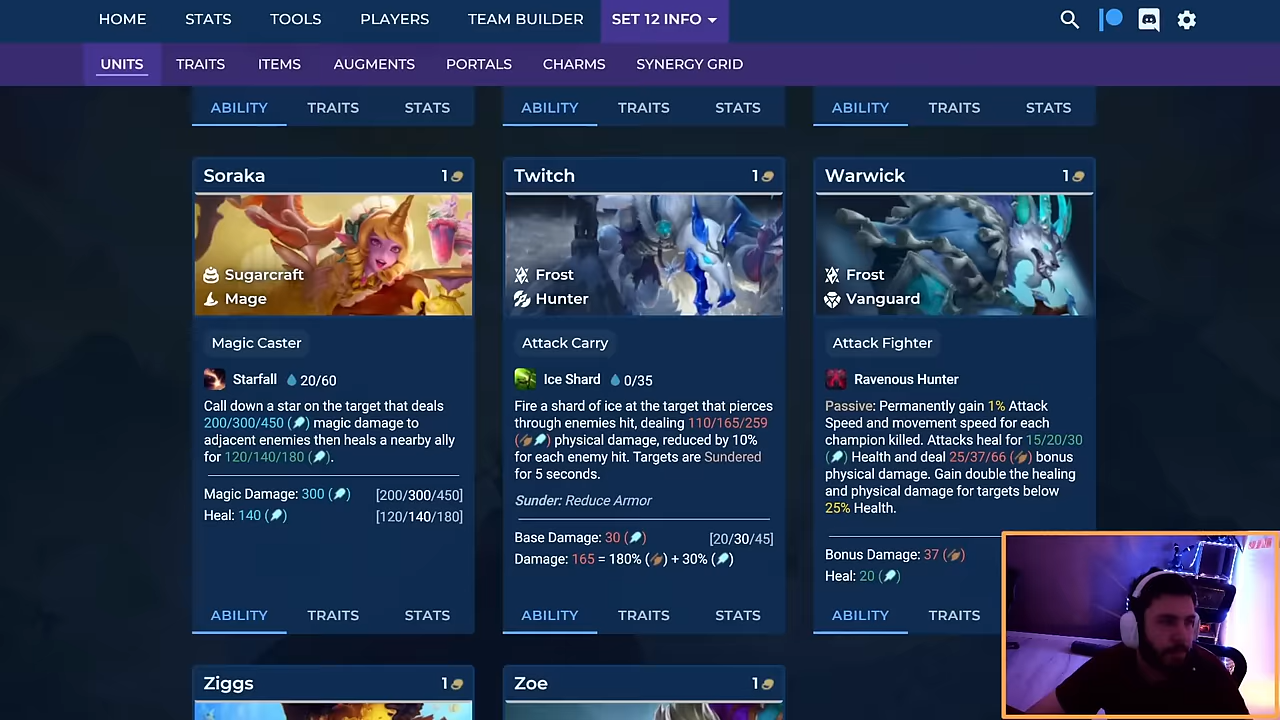 HOME STATS TOOLS PLAYERS TEAM BUILDER SET 12 INFO
UNITS TRAITS ITEMS AUGMENTS PORTALS CHARMS SYNERGY GRID
ABILITY TRAITS STATS
ABILITY TRAITS STATS
ABILITY TRAITS STATS
Soraka 1
Sugarcraft
Mage
Magic Caster
Starfall 20/60
Call down a star on the target that deals
200/300/450 () magic damage to
adjacent enemies then heals a nearby ally
for 120/140/180 ().
Magic Damage: 300 () [200/300/450]
Heal: 140 () [120/140/180]
ABILITY TRAITS STATS
Twitch 1
Frost
Hunter
Attack Carry
Ice Shard 0/35
Fire a shard of ice at the target that pierces
through enemies hit, dealing 110/165/259
() physical damage, reduced by 10%
for each enemy hit. Targets are Sundered
for 5 seconds.
Sunder: Reduce Armor
Base Damage: 30 () [20/30/45]
Damage: 165 = 180% () + 30% ()
ABILITY TRAITS STATS
Warwick 1
Frost
Vanguard
Attack Fighter
Ravenous Hunter
Passive: Permanently gain 1% Attack
Speed and movement speed for each
champion killed. Attacks heal for 15/20/30
() Health and deal 25/37/66 () bonus
physical damage. Gain double the healing
and physical damage for targets below
25% Health.
Bonus Damage: 37 ()
Heal: 20 ()
ABILITY TRAITS
Ziggs 1
Zoe 1